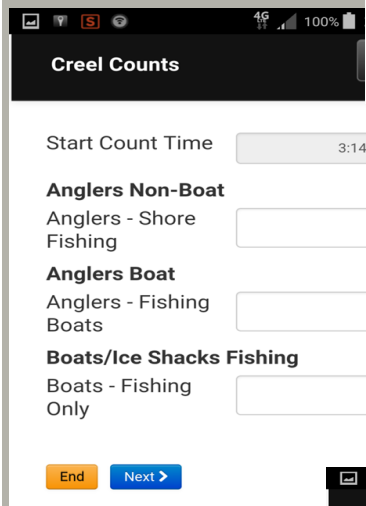 S
4G
LTE
100%
Creel Counts
Start Count Time 3:14
Anglers Non-Boat
Anglers - Shore
Fishing
Anglers Boat
Anglers - Fishing
Boats
Boats/Ice Shacks Fishing
Boats - Fishing
Only
End Next